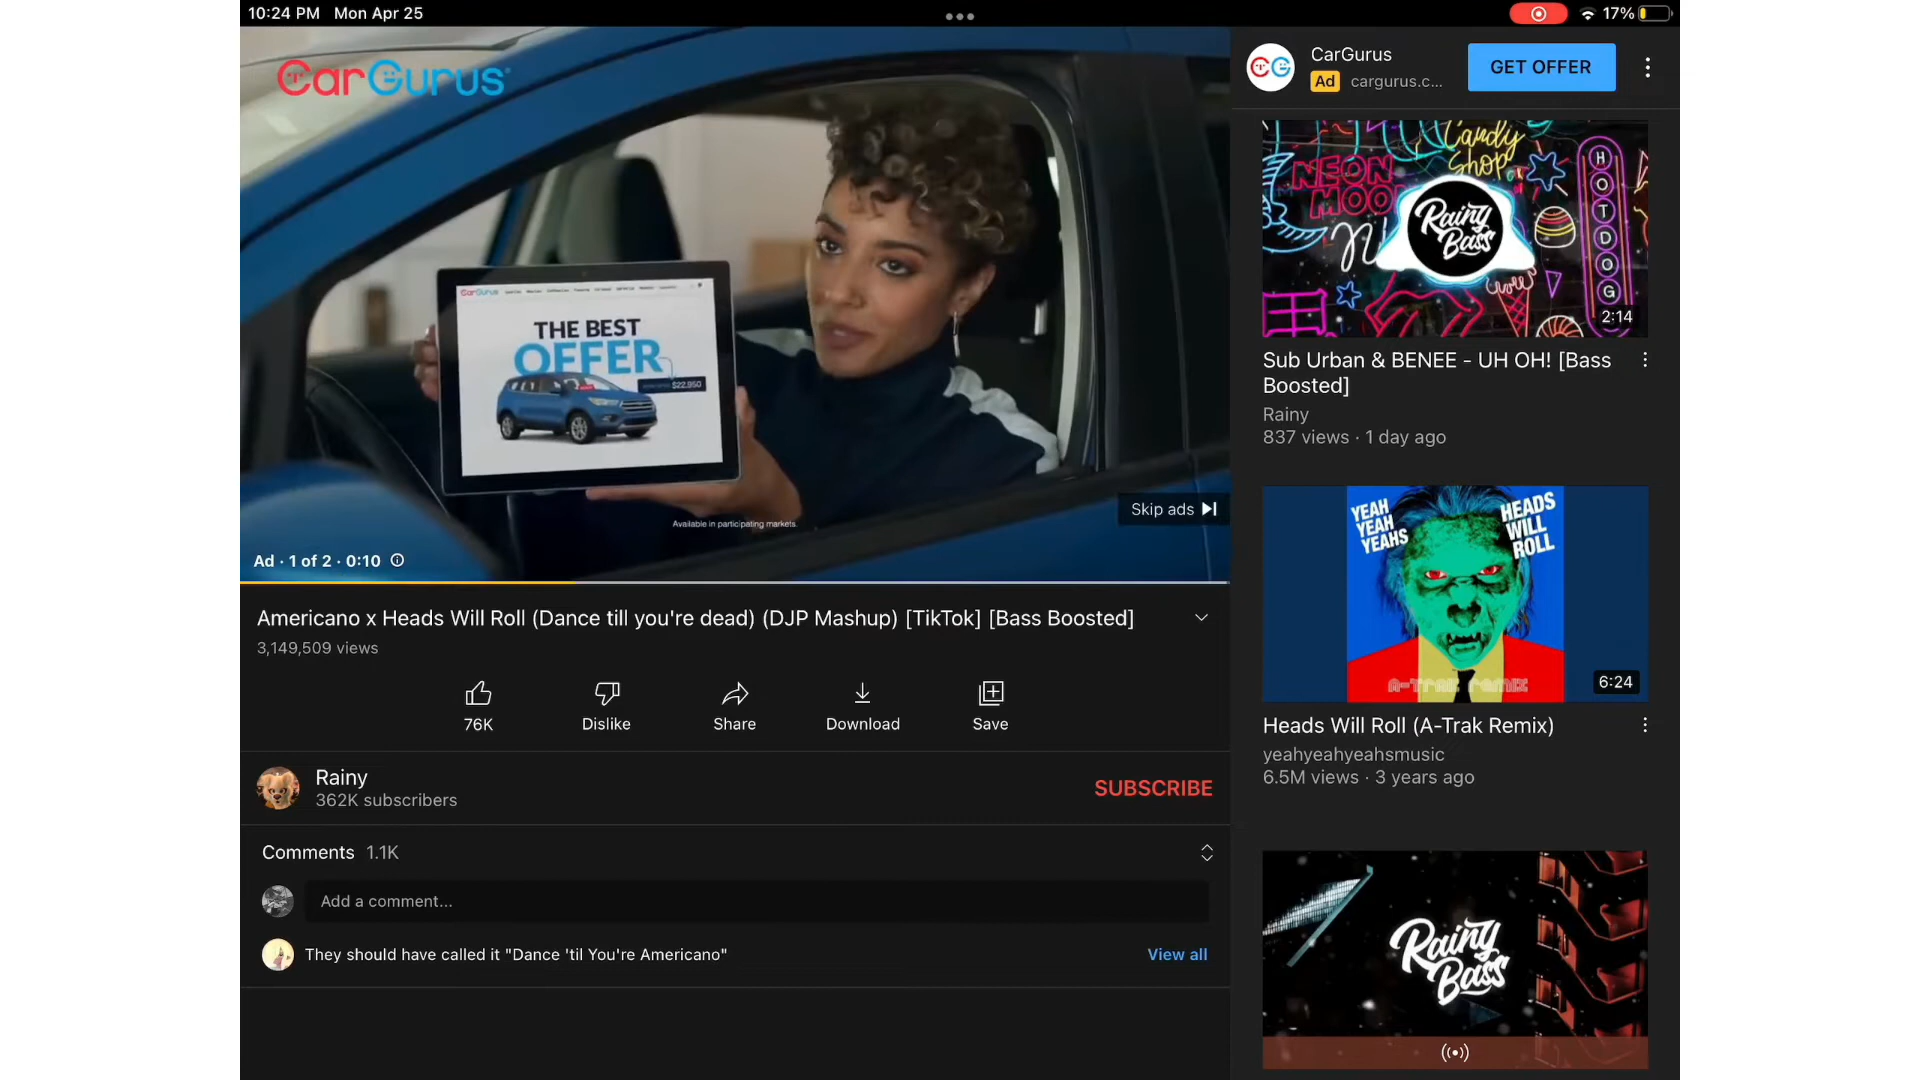 10:24 PM Mon Apr 25
17%
CarGurus
CarGurus
THE BEST
OFFER
$22,950
Available in participating markets.
Skip ads
Ad · 1 of 2 · 0:10
Americano x Heads Will Roll (Dance till you're dead) (DJP Mashup) [TikTok] [Bass Boosted]
3,149,509 views
76K
Dislike
Share
Download
Save
Rainy
362K subscribers
SUBSCRIBE
Comments 1.1K
Add a comment...
They should have called it "Dance 'til You're Americano"
View all
CG
CarGurus
Ad cargurus.c...
GET OFFER
Candy
Shop
NEON
MOO
HOTDOG
Rainy
Bass
2:14
Sub Urban & BENEE - UH OH! [Bass
Boosted]
Rainy
837 views · 1 day ago
YEAH
YEAH
YEAHS
HEADS
WILL
ROLL
A-TRAK REMIX
6:24
Heads Will Roll (A-Trak Remix)
yeahyeahyeahsmusic
6.5M views · 3 years ago
Rainy
Bass